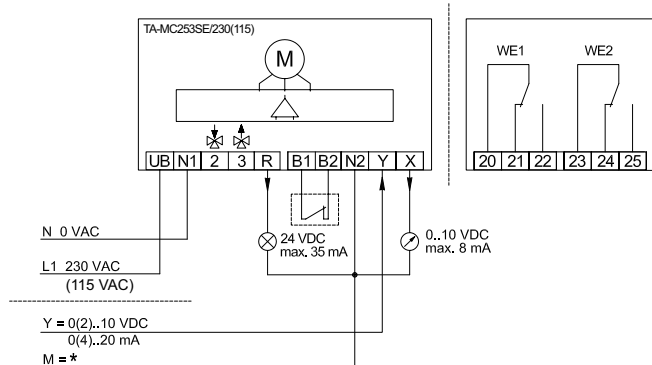 TA-MC253SE/230(115)
M
WE1 WE2
UB N1 2 3 R B1 B2 N2 Y X
20 21 22 23 24 25
N 0 VAC
24 VDC
max. 35 mA
0..10 VDC
max. 8 mA
L1 230 VAC
(115 VAC)
Y = 0(2)..10 VDC
0(4)..20 mA
M = *